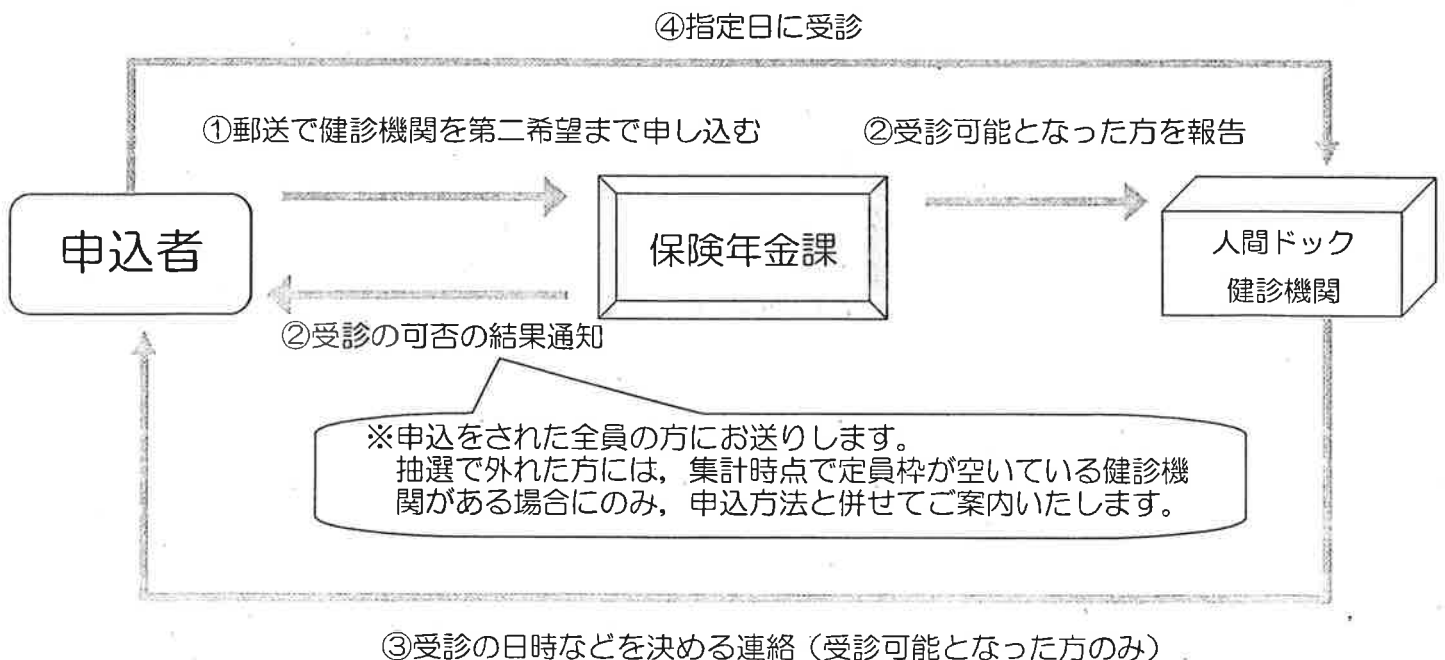 ④指定日に受診
①郵送で健診機関を第二希望まで申し込む
②受診可能となった方を報告
申込者
保険年金課
人間ドック
健診機関
②受診の可否の結果通知
※申込をされた全員の方にお送りします。
抽選で外れた方には，集計時点で定員枠が空いている健診機
関がある場合にのみ，申込方法と併せてご案内いたします。
③受診の日時などを決める連絡（受診可能となった方のみ）